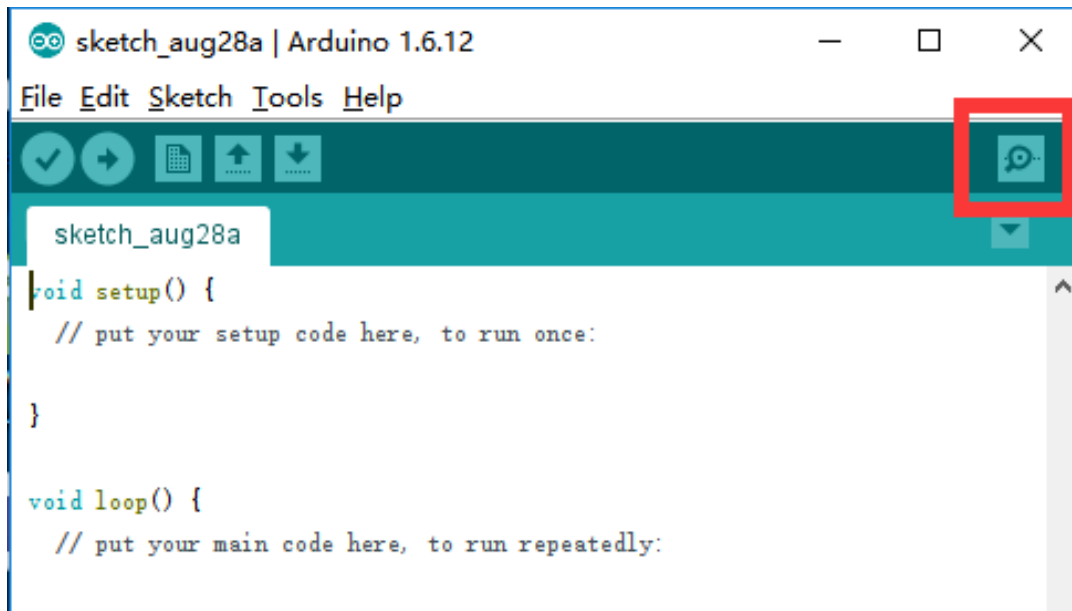 sketch_aug28a | Arduino 1.6.12
File Edit Sketch Tools Help
sketch_aug28a
void setup() {
// put your setup code here, to run once:
}
void loop() {
// put your main code here, to run repeatedly: